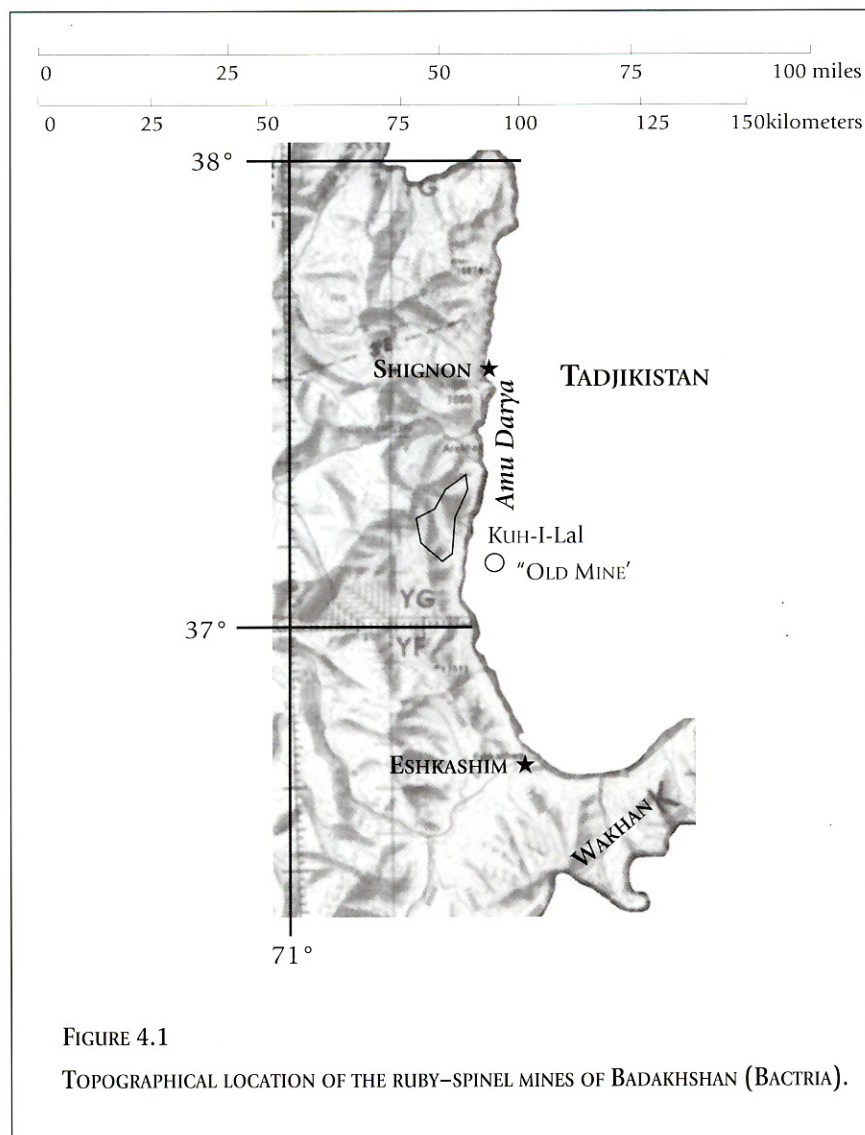 0 25 50 75 100 miles
0 25 50 75 100 125 150kilometers
38°
YG
SHIGNON
TADJIKISTAN
Amu Darya
KUH-I-LAL
"OLD MINE'
YG
37°
YF
ESHKASHIM
WAKHAN
K
71°
FIGURE 4.1
TOPOGRAPHICAL LOCATION OF THE RUBY–SPINEL MINES OF BADAKHSHAN (BACTRIA).